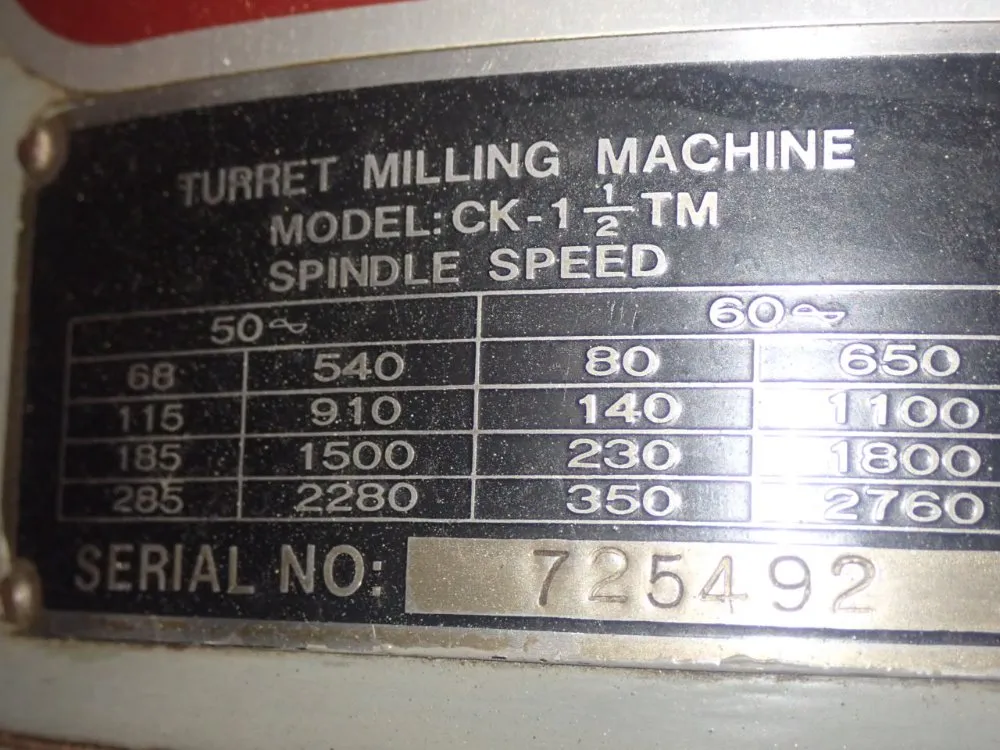 TURRET MILLING MACHINE
MODEL: CK-1 1/2 TM
SPINDLE SPEED
50~ 60~
68 540 80 650
115 910 140 1100
185 1500 230 1800
285 2280 350 2760
SERIAL NO: 725492